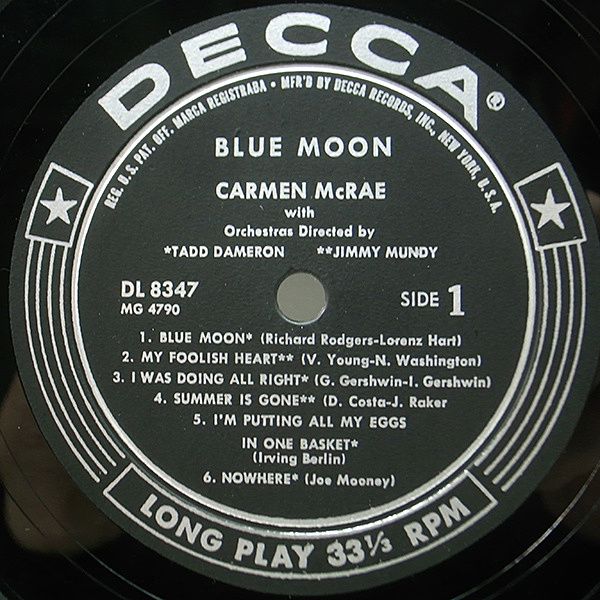 DECCA®
REG. U.S. PAT. OFF. MARCA REGISTRABA • MFR'D BY DECCA RECORDS, INC., NEW YORK, U.S.A.
BLUE MOON
CARMEN McRAE
with
Orchestras Directed by
*TADD DAMERON **JIMMY MUNDY
DL 8347
MG 4790
SIDE 1
1. BLUE MOON* (Richard Rodgers-Lorenz Hart)
2. MY FOOLISH HEART** (V. Young-N. Washington)
3. I WAS DOING ALL RIGHT* (G. Gershwin-I. Gershwin)
4. SUMMER IS GONE** (D. Costa-J. Raker
5. I'M PUTTING ALL MY EGGS
IN ONE BASKET*
(Irving Berlin)
6. NOWHERE* (Joe Mooney)
LONG PLAY 33⅓ RPM